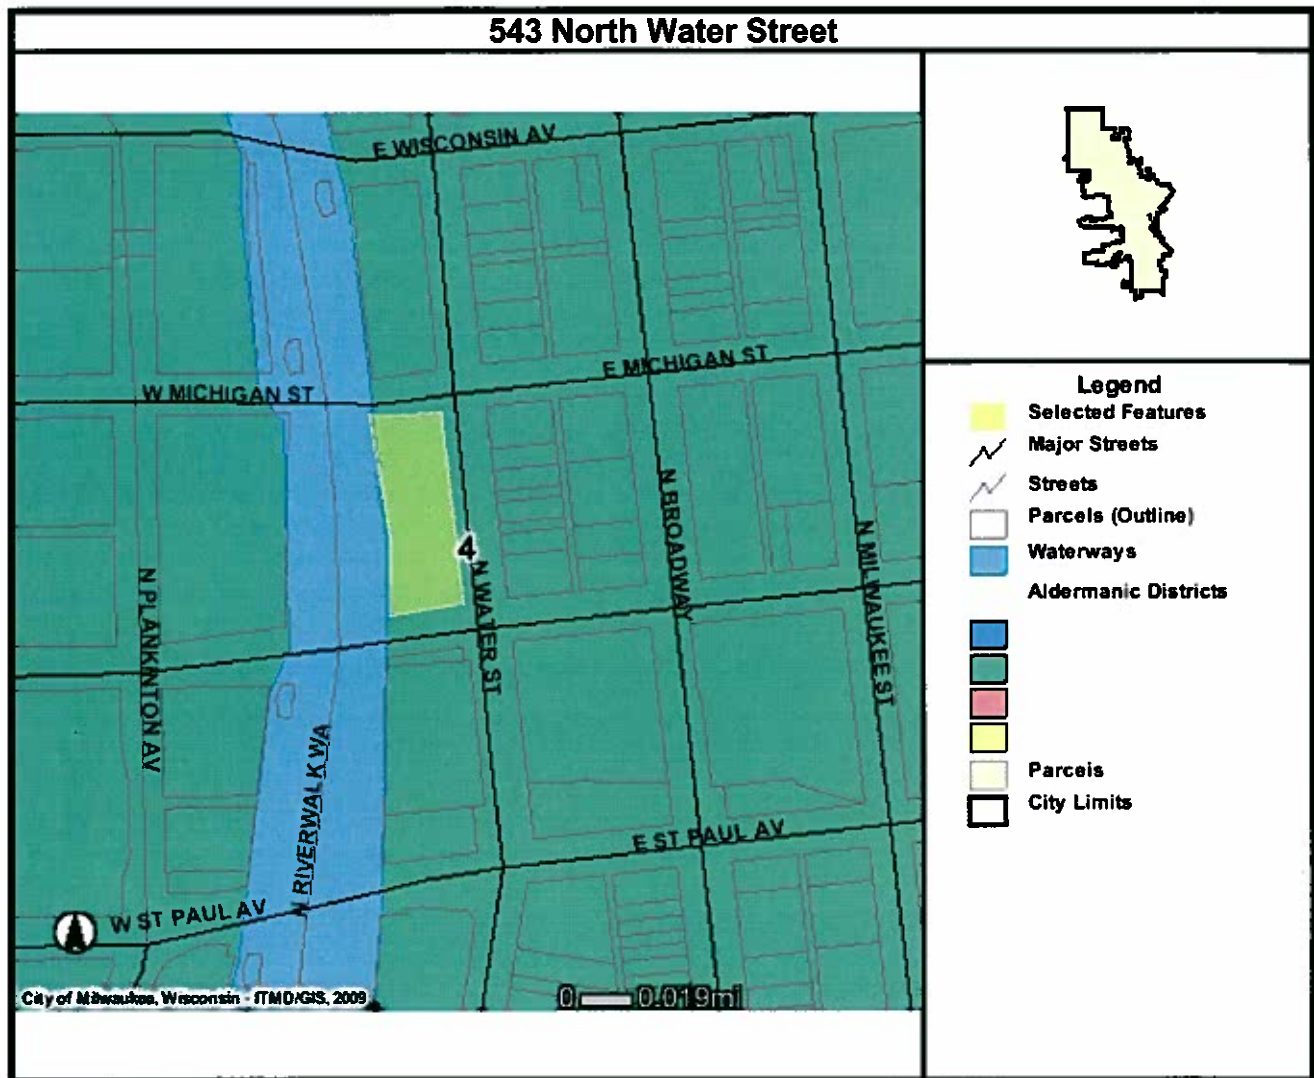 543 North Water Street
E WISCONSIN AV
E MICHIGAN ST
W MICHIGAN ST
N BROADWAY
4
N MILWAUKEE ST
N WATER ST
N PLANKINTON AV
N RIVERWALK WA
E ST PAUL AV
W ST PAUL AV
City of Milwaukee, Wisconsin - ITMD/GIS, 2009
0 0.019mi
Legend
Selected Features
Major Streets
Streets
Parcels (Outline)
Waterways
Aldermanic Districts
Parcels
City Limits